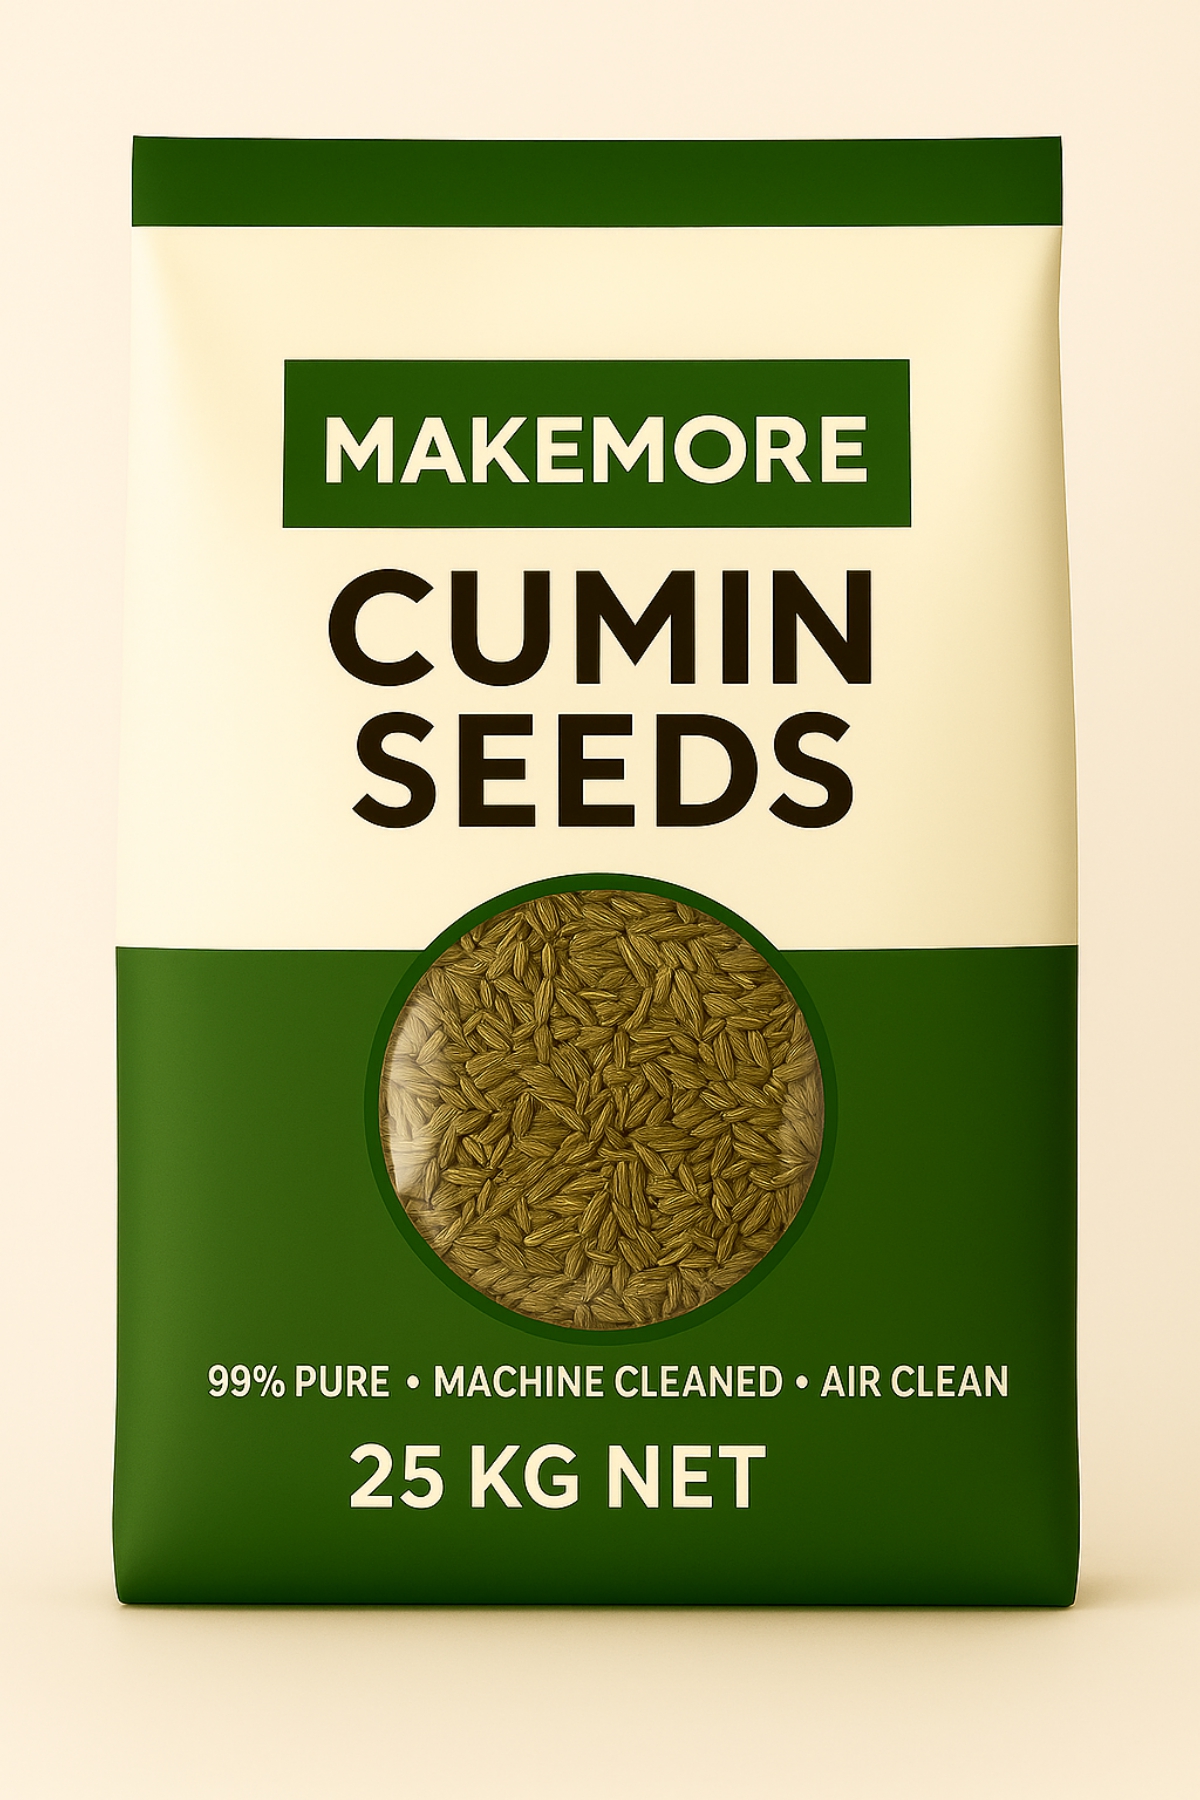 MAKEMORE
CUMIN
SEEDS
99% PURE • MACHINE CLEANED • AIR CLEAN
25 KG NET